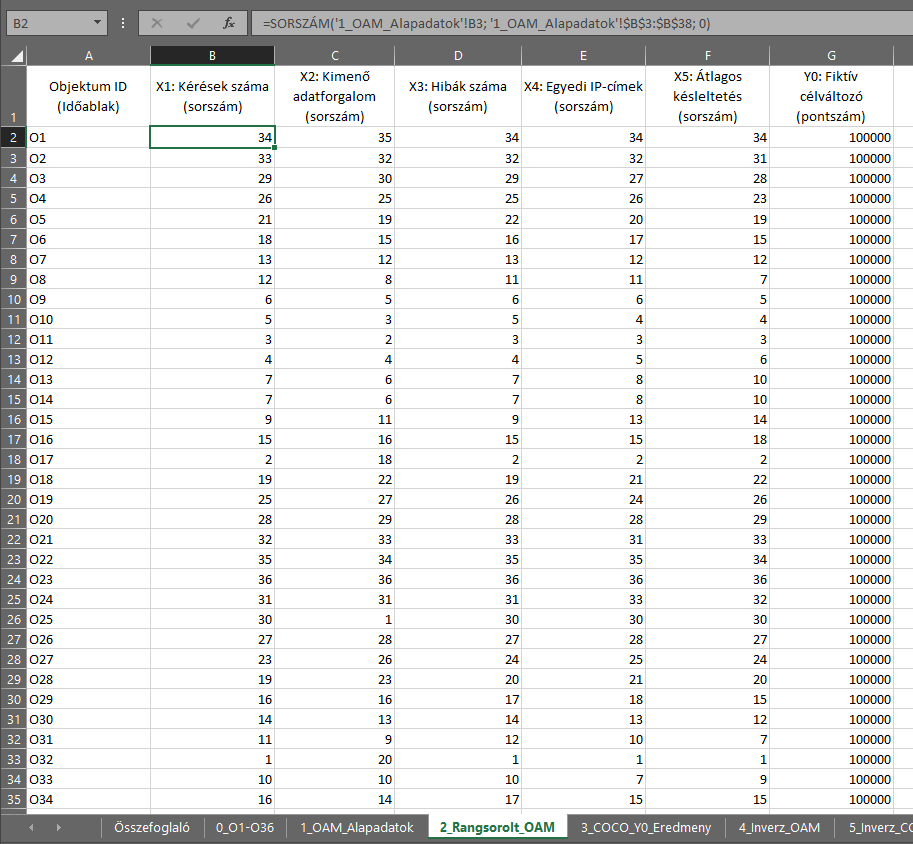 B2 fx =SORSZÁM('1_OAM_Alapadatok'!B3; '1_OAM_Alapadatok'!$B$3:$B$38; 0)
A B C D E F G
1 Objektum ID (Időablak) X1: Kérések száma (sorszám) X2: Kimenő adatforgalom (sorszám) X3: Hibák száma (sorszám) X4: Egyedi IP-címek (sorszám) X5: Átlagos késleltetés (sorszám) Y0: Fiktív célváltozó (pontszám)
2 O1 34 35 34 34 34 100000
3 O2 33 32 32 32 31 100000
4 O3 29 30 29 27 28 100000
5 O4 26 25 25 26 23 100000
6 O5 21 19 22 20 19 100000
7 O6 18 15 16 17 15 100000
8 O7 13 12 13 12 12 100000
9 O8 12 8 11 11 7 100000
10 O9 6 5 6 6 5 100000
11 O10 5 3 5 4 4 100000
12 O11 3 2 3 3 3 100000
13 O12 4 4 4 5 6 100000
14 O13 7 6 7 8 10 100000
15 O14 7 6 7 8 10 100000
16 O15 9 11 9 13 14 100000
17 O16 15 16 15 15 18 100000
18 O17 2 18 2 2 2 100000
19 O18 19 22 19 21 22 100000
20 O19 25 27 26 24 26 100000
21 O20 28 29 28 28 29 100000
22 O21 32 33 33 31 33 100000
23 O22 35 34 35 35 34 100000
24 O23 36 36 36 36 36 100000
25 O24 31 31 31 33 32 100000
26 O25 30 1 30 30 30 100000
27 O26 27 28 27 28 27 100000
28 O27 23 26 24 25 24 100000
29 O28 19 23 20 21 20 100000
30 O29 16 16 17 18 15 100000
31 O30 14 13 14 13 12 100000
32 O31 11 9 12 10 7 100000
33 O32 1 20 1 1 1 100000
34 O33 10 10 10 7 9 100000
35 O34 16 14 17 15 15 100000
Összefoglaló 0_O1-O36 1_OAM_Alapadatok 2_Rangsorolt_OAM 3_COCO_Y0_Eredmeny 4_Inverz_OAM 5_Inverz_CO